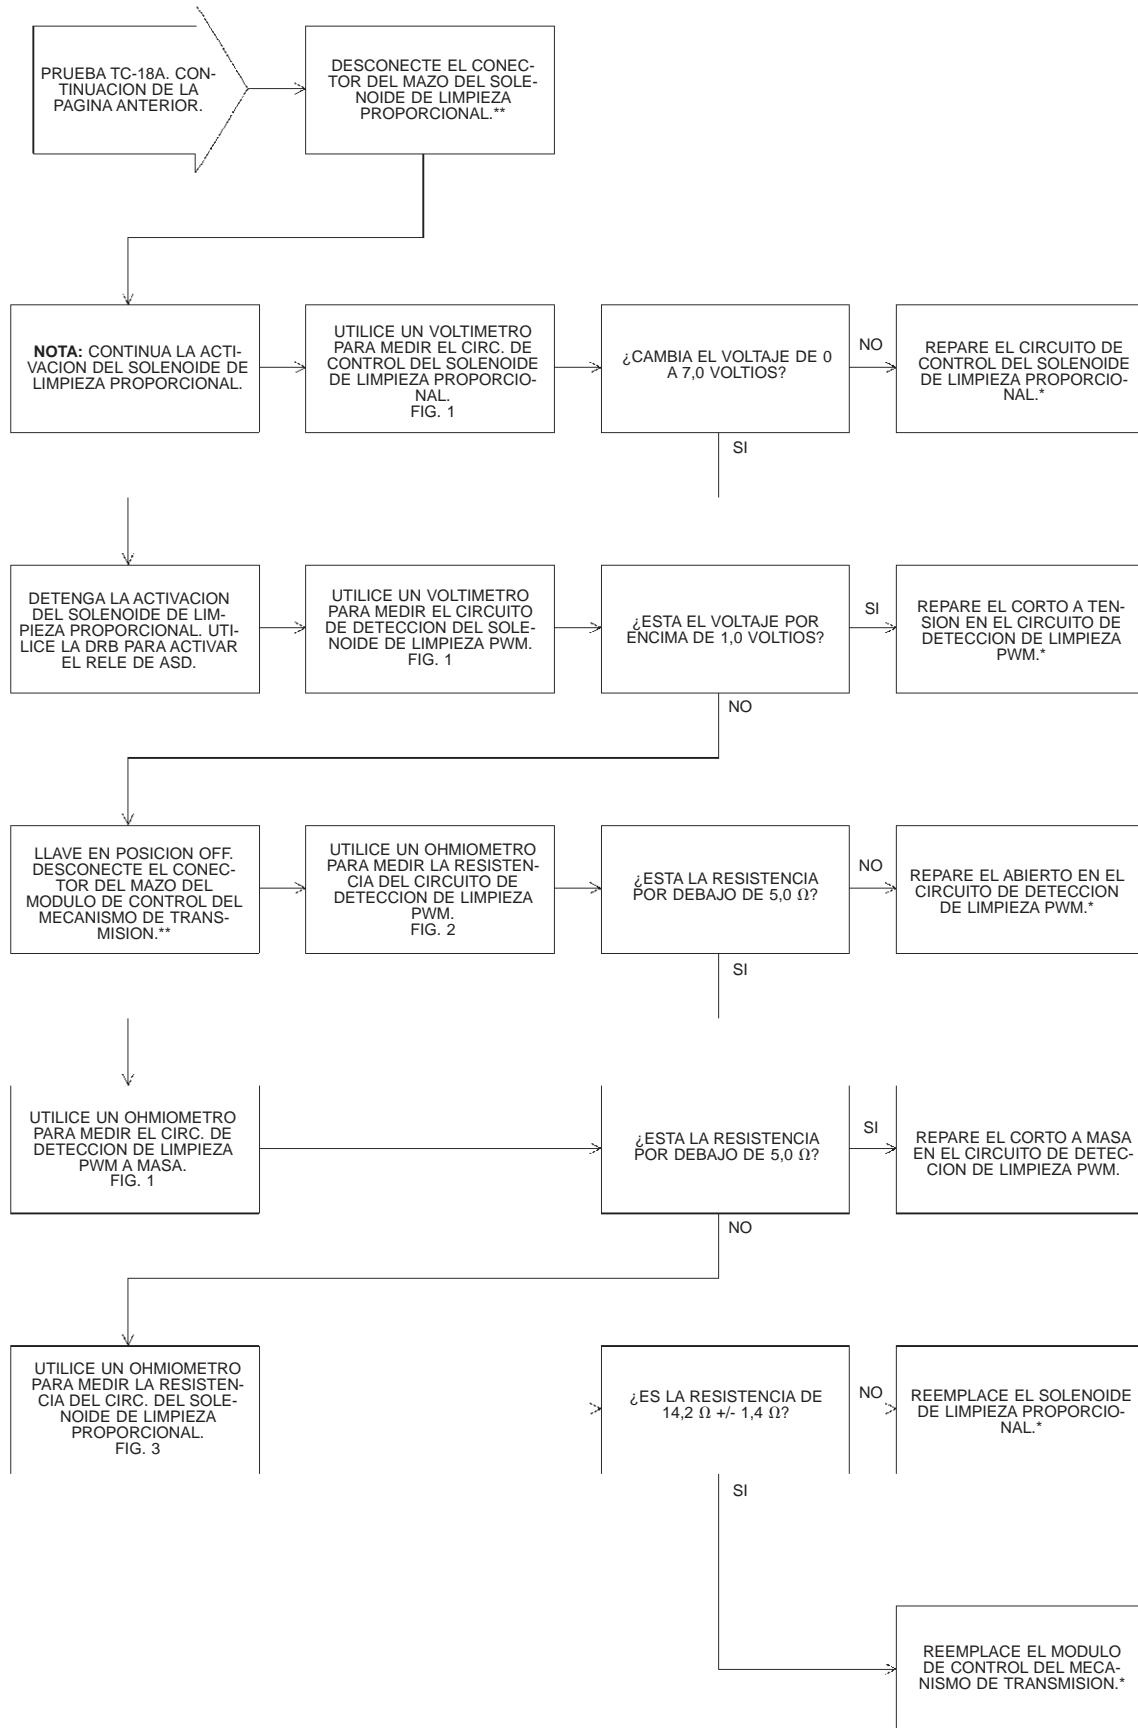 PRUEBA TC-18A. CON-
TINUACION DE LA
PAGINA ANTERIOR.
DESCONECTE EL CONEC-
TOR DEL MAZO DEL SOLE-
NOIDE DE LIMPIEZA
PROPORCIONAL.**
NOTA: CONTINUA LA ACTI-
VACION DEL SOLENOIDE DE
LIMPIEZA PROPORCIONAL.
UTILICE UN VOLTIMETRO
PARA MEDIR EL CIRC. DE
CONTROL DEL SOLENOIDE
DE LIMPIEZA PROPORCIO-
NAL.
FIG. 1
¿CAMBIA EL VOLTAJE DE 0
A 7,0 VOLTIOS?
NO
REPARE EL CIRCUITO DE
CONTROL DEL SOLENOIDE
DE LIMPIEZA PROPORCIO-
NAL.*
SI
DETENGA LA ACTIVACION
DEL SOLENOIDE DE LIM-
PIEZA PROPORCIONAL. UTI-
LICE LA DRB PARA ACTIVAR
EL RELE DE ASD.
UTILICE UN VOLTIMETRO
PARA MEDIR EL CIRCUITO
DE DETECCION DEL SOLE-
NOIDE DE LIMPIEZA PWM.
FIG. 1
¿ESTA EL VOLTAJE POR
ENCIMA DE 1,0 VOLTIOS?
SI
REPARE EL CORTO A TEN-
SION EN EL CIRCUITO DE
DETECCION DE LIMPIEZA
PWM.*
NO
LLAVE EN POSICION OFF.
DESCONECTE EL CONEC-
TOR DEL MAZO DEL
MODULO DE CONTROL DEL
MECANISMO DE TRANS-
MISION.**
UTILICE UN OHMIOMETRO
PARA MEDIR LA RESISTEN-
CIA DEL CIRCUITO DE
DETECCION DE LIMPIEZA
PWM.
FIG. 2
¿ESTA LA RESISTENCIA
POR DEBAJO DE 5,0 Ω?
NO
REPARE EL ABIERTO EN EL
CIRCUITO DE DETECCION
DE LIMPIEZA PWM.*
SI
UTILICE UN OHMIOMETRO
PARA MEDIR EL CIRC. DE
DETECCION DE LIMPIEZA
PWM A MASA.
FIG. 1
¿ESTA LA RESISTENCIA
POR DEBAJO DE 5,0 Ω?
SI
REPARE EL CORTO A MASA
EN EL CIRCUITO DE DETEC-
CION DE LIMPIEZA PWM.
NO
UTILICE UN OHMIOMETRO
PARA MEDIR LA RESISTEN-
CIA DEL CIRC. DEL SOLE-
NOIDE DE LIMPIEZA
PROPORCIONAL.
FIG. 3
¿ES LA RESISTENCIA DE
14,2 Ω +/- 1,4 Ω?
NO
REEMPLACE EL SOLENOIDE
DE LIMPIEZA PROPORCIO-
NAL.*
SI
REEMPLACE EL MODULO
DE CONTROL DEL MECA-
NISMO DE TRANSMISION.*